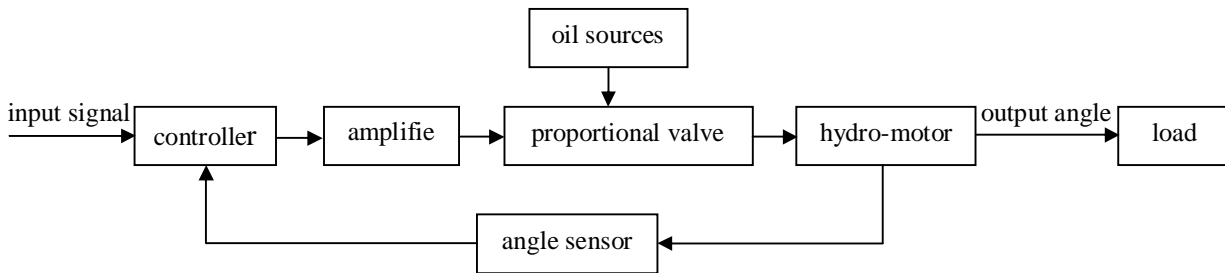 oil sources
input signal
controller
amplifie
proportional valve
hydro-motor
output angle
load
angle sensor